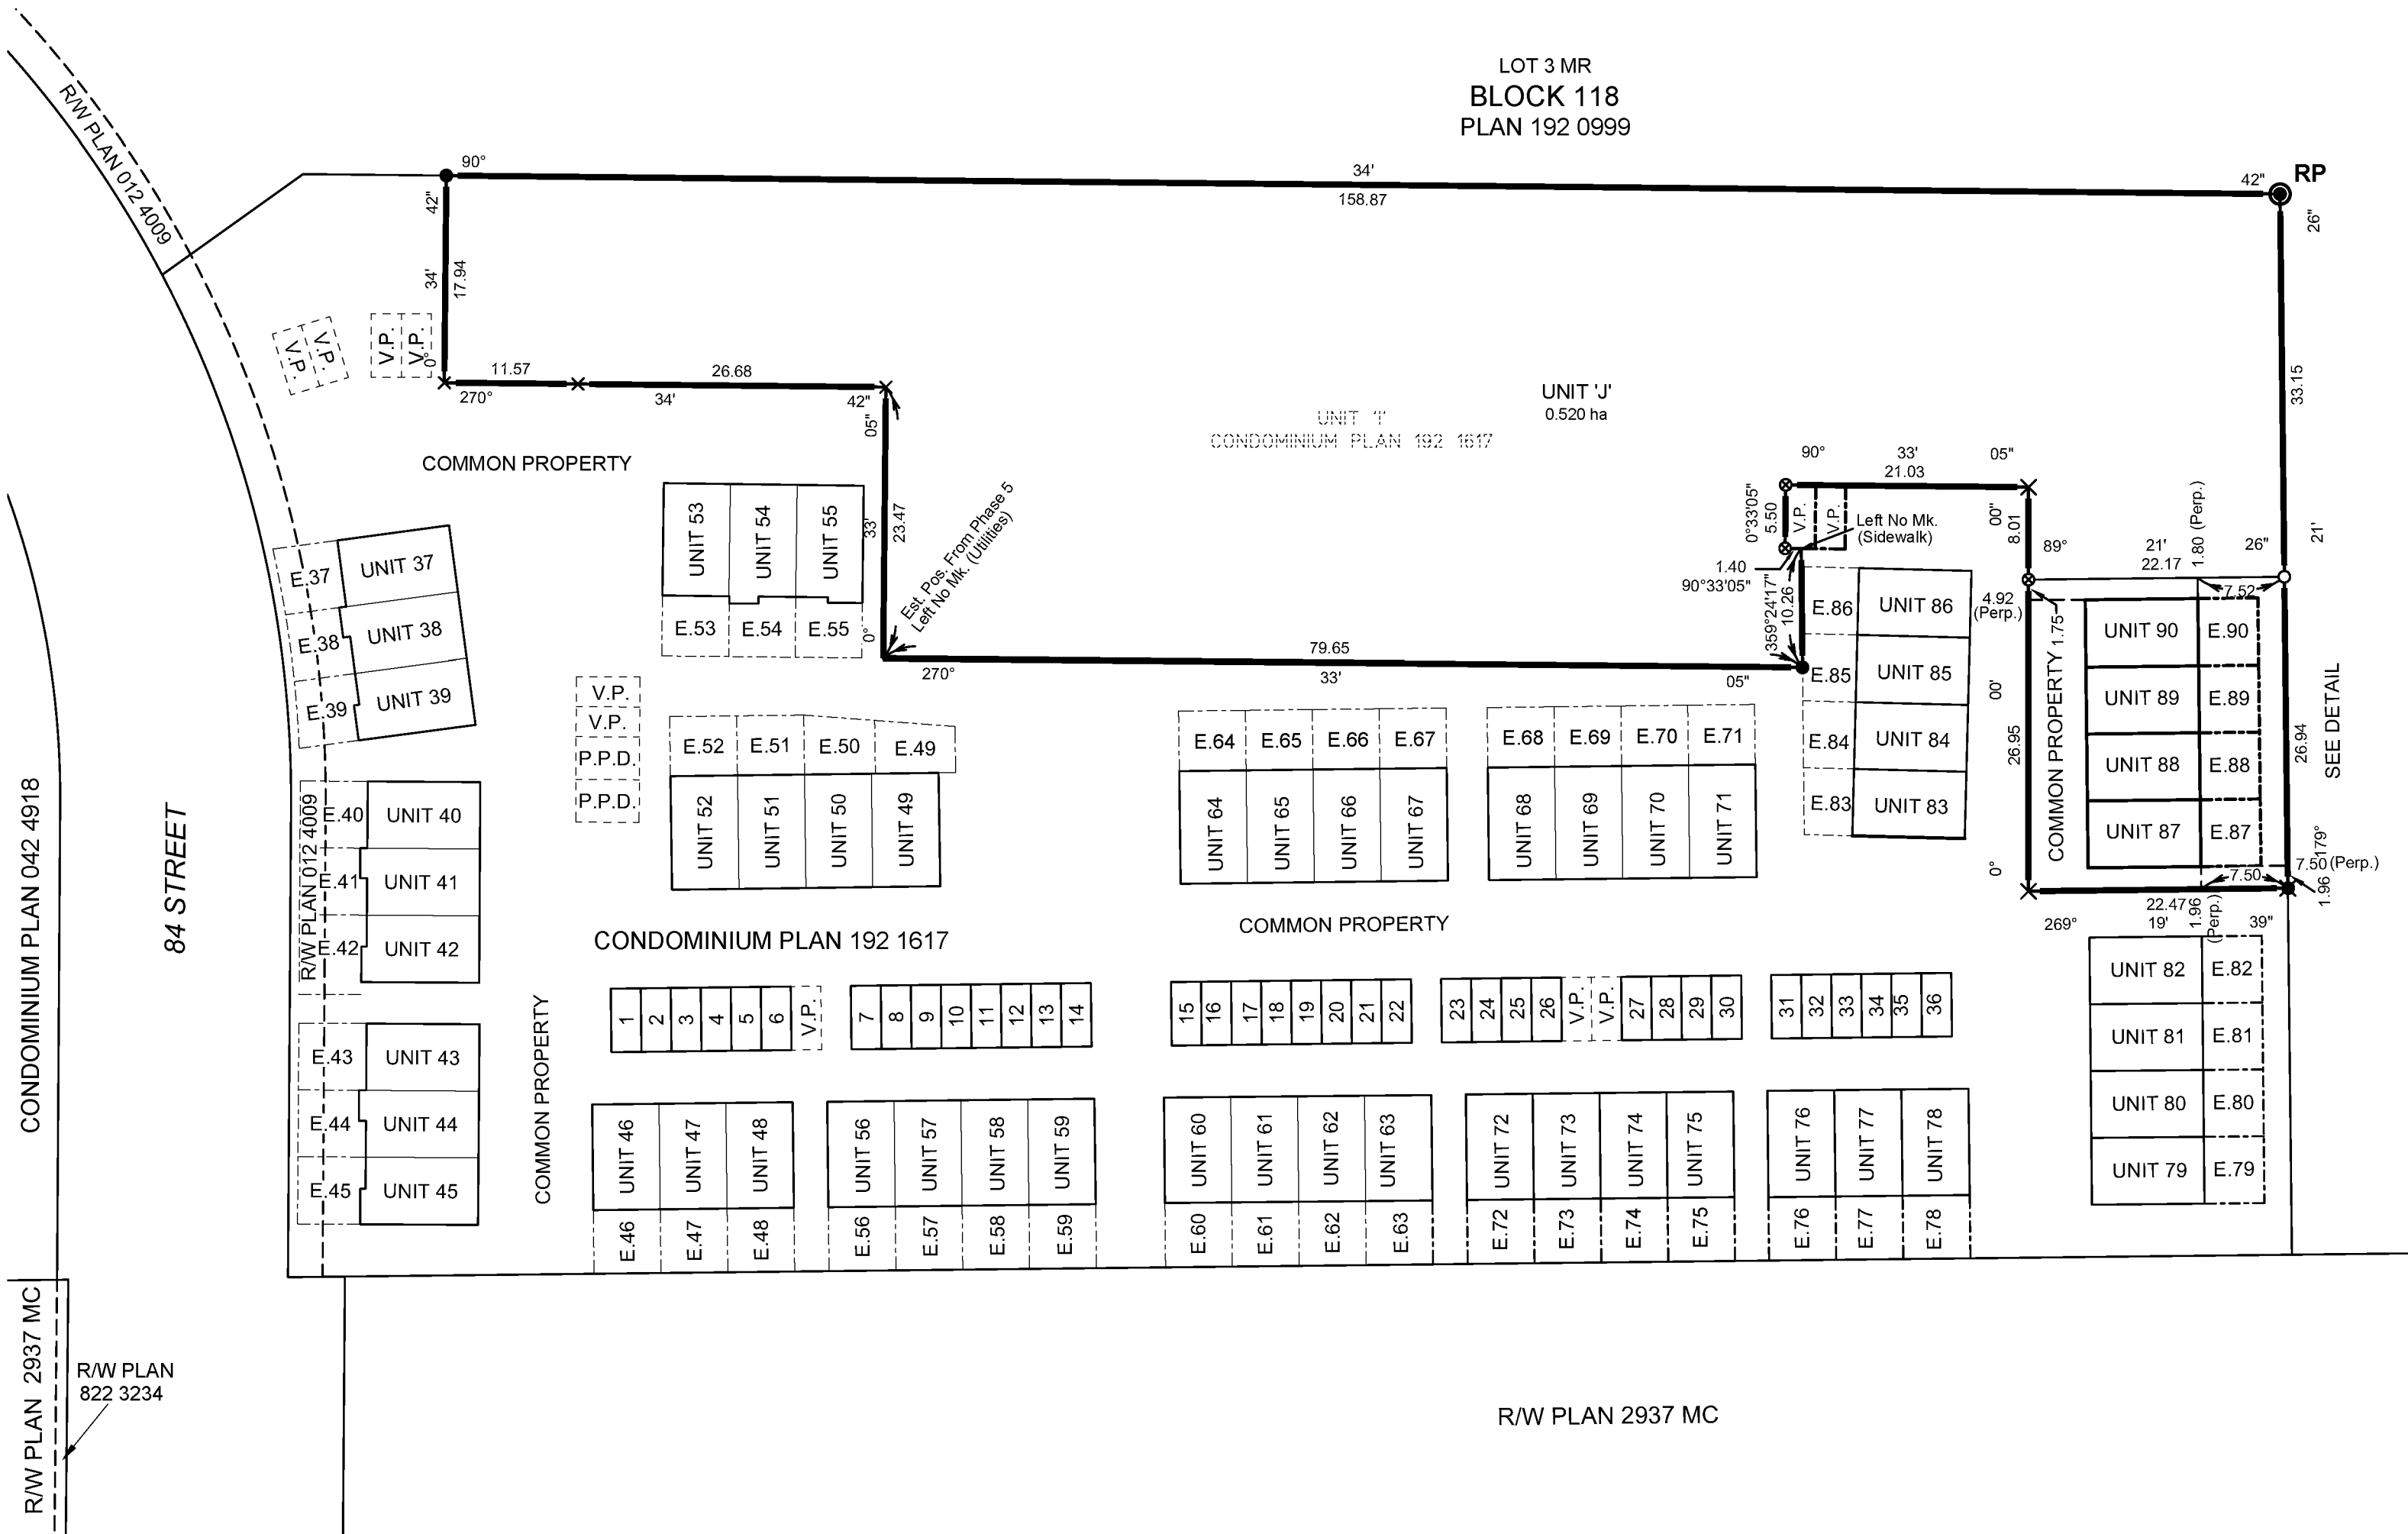 LOT 3 MR
BLOCK 118
PLAN 192 0999
R/W PLAN 012 4009
90°
34'
42"
158.87
RP
42"
34'
0°
17.94
26"
33.15
21'
V.P.
V.P.
V.P.
V.P.
11.57
26.68
270°
34'
42"
UNIT 'J'
0.520 ha
UNIT 'I'
CONDOMINIUM PLAN 192 1617
COMMON PROPERTY
05"
33'
0°
23.47
Est. Pos. From Phase 5
Left No Mk. (Utilities)
90°
33'
05"
21.03
0°33'05"
5.50
V.P.
V.P.
Left No Mk.
(Sidewalk)
00"
8.01
89°
21'
26"
22.17
1.80 (Perp.)
1.40
90°33'05"
359°24'17"
10.26
4.92
(Perp.)
1.75
7.52
UNIT 53
UNIT 54
UNIT 55
E.53
E.54
E.55
E.37
UNIT 37
E.38
UNIT 38
E.39
UNIT 39
79.65
270°
33'
05"
E.86
UNIT 86
E.85
UNIT 85
E.84
UNIT 84
E.83
UNIT 83
00'
26.95
0°
COMMON PROPERTY
UNIT 90
E.90
UNIT 89
E.89
UNIT 88
E.88
UNIT 87
E.87
26.94
SEE DETAIL
179°
7.50 (Perp.)
7.50
1.96
22.47
1.96
(Perp.)
269°
19'
39"
V.P.
V.P.
P.P.D.
P.P.D.
E.52
E.51
E.50
E.49
UNIT 52
UNIT 51
UNIT 50
UNIT 49
E.64
E.65
E.66
E.67
UNIT 64
UNIT 65
UNIT 66
UNIT 67
E.68
E.69
E.70
E.71
UNIT 68
UNIT 69
UNIT 70
UNIT 71
CONDOMINIUM PLAN 042 4918
84 STREET
R/W PLAN 012 4009
E.40
UNIT 40
E.41
UNIT 41
E.42
UNIT 42
CONDOMINIUM PLAN 192 1617
COMMON PROPERTY
UNIT 82
E.82
UNIT 81
E.81
UNIT 80
E.80
UNIT 79
E.79
COMMON PROPERTY
1
2
3
4
5
6
V.P.
7
8
9
10
11
12
13
14
15
16
17
18
19
20
21
22
23
24
25
26
V.P.
V.P.
27
28
29
30
31
32
33
34
35
36
E.43
UNIT 43
E.44
UNIT 44
E.45
UNIT 45
UNIT 46
UNIT 47
UNIT 48
UNIT 56
UNIT 57
UNIT 58
UNIT 59
UNIT 60
UNIT 61
UNIT 62
UNIT 63
UNIT 72
UNIT 73
UNIT 74
UNIT 75
UNIT 76
UNIT 77
UNIT 78
E.46
E.47
E.48
E.56
E.57
E.58
E.59
E.60
E.61
E.62
E.63
E.72
E.73
E.74
E.75
E.76
E.77
E.78
R/W PLAN 2937 MC
R/W PLAN
822 3234
R/W PLAN 2937 MC